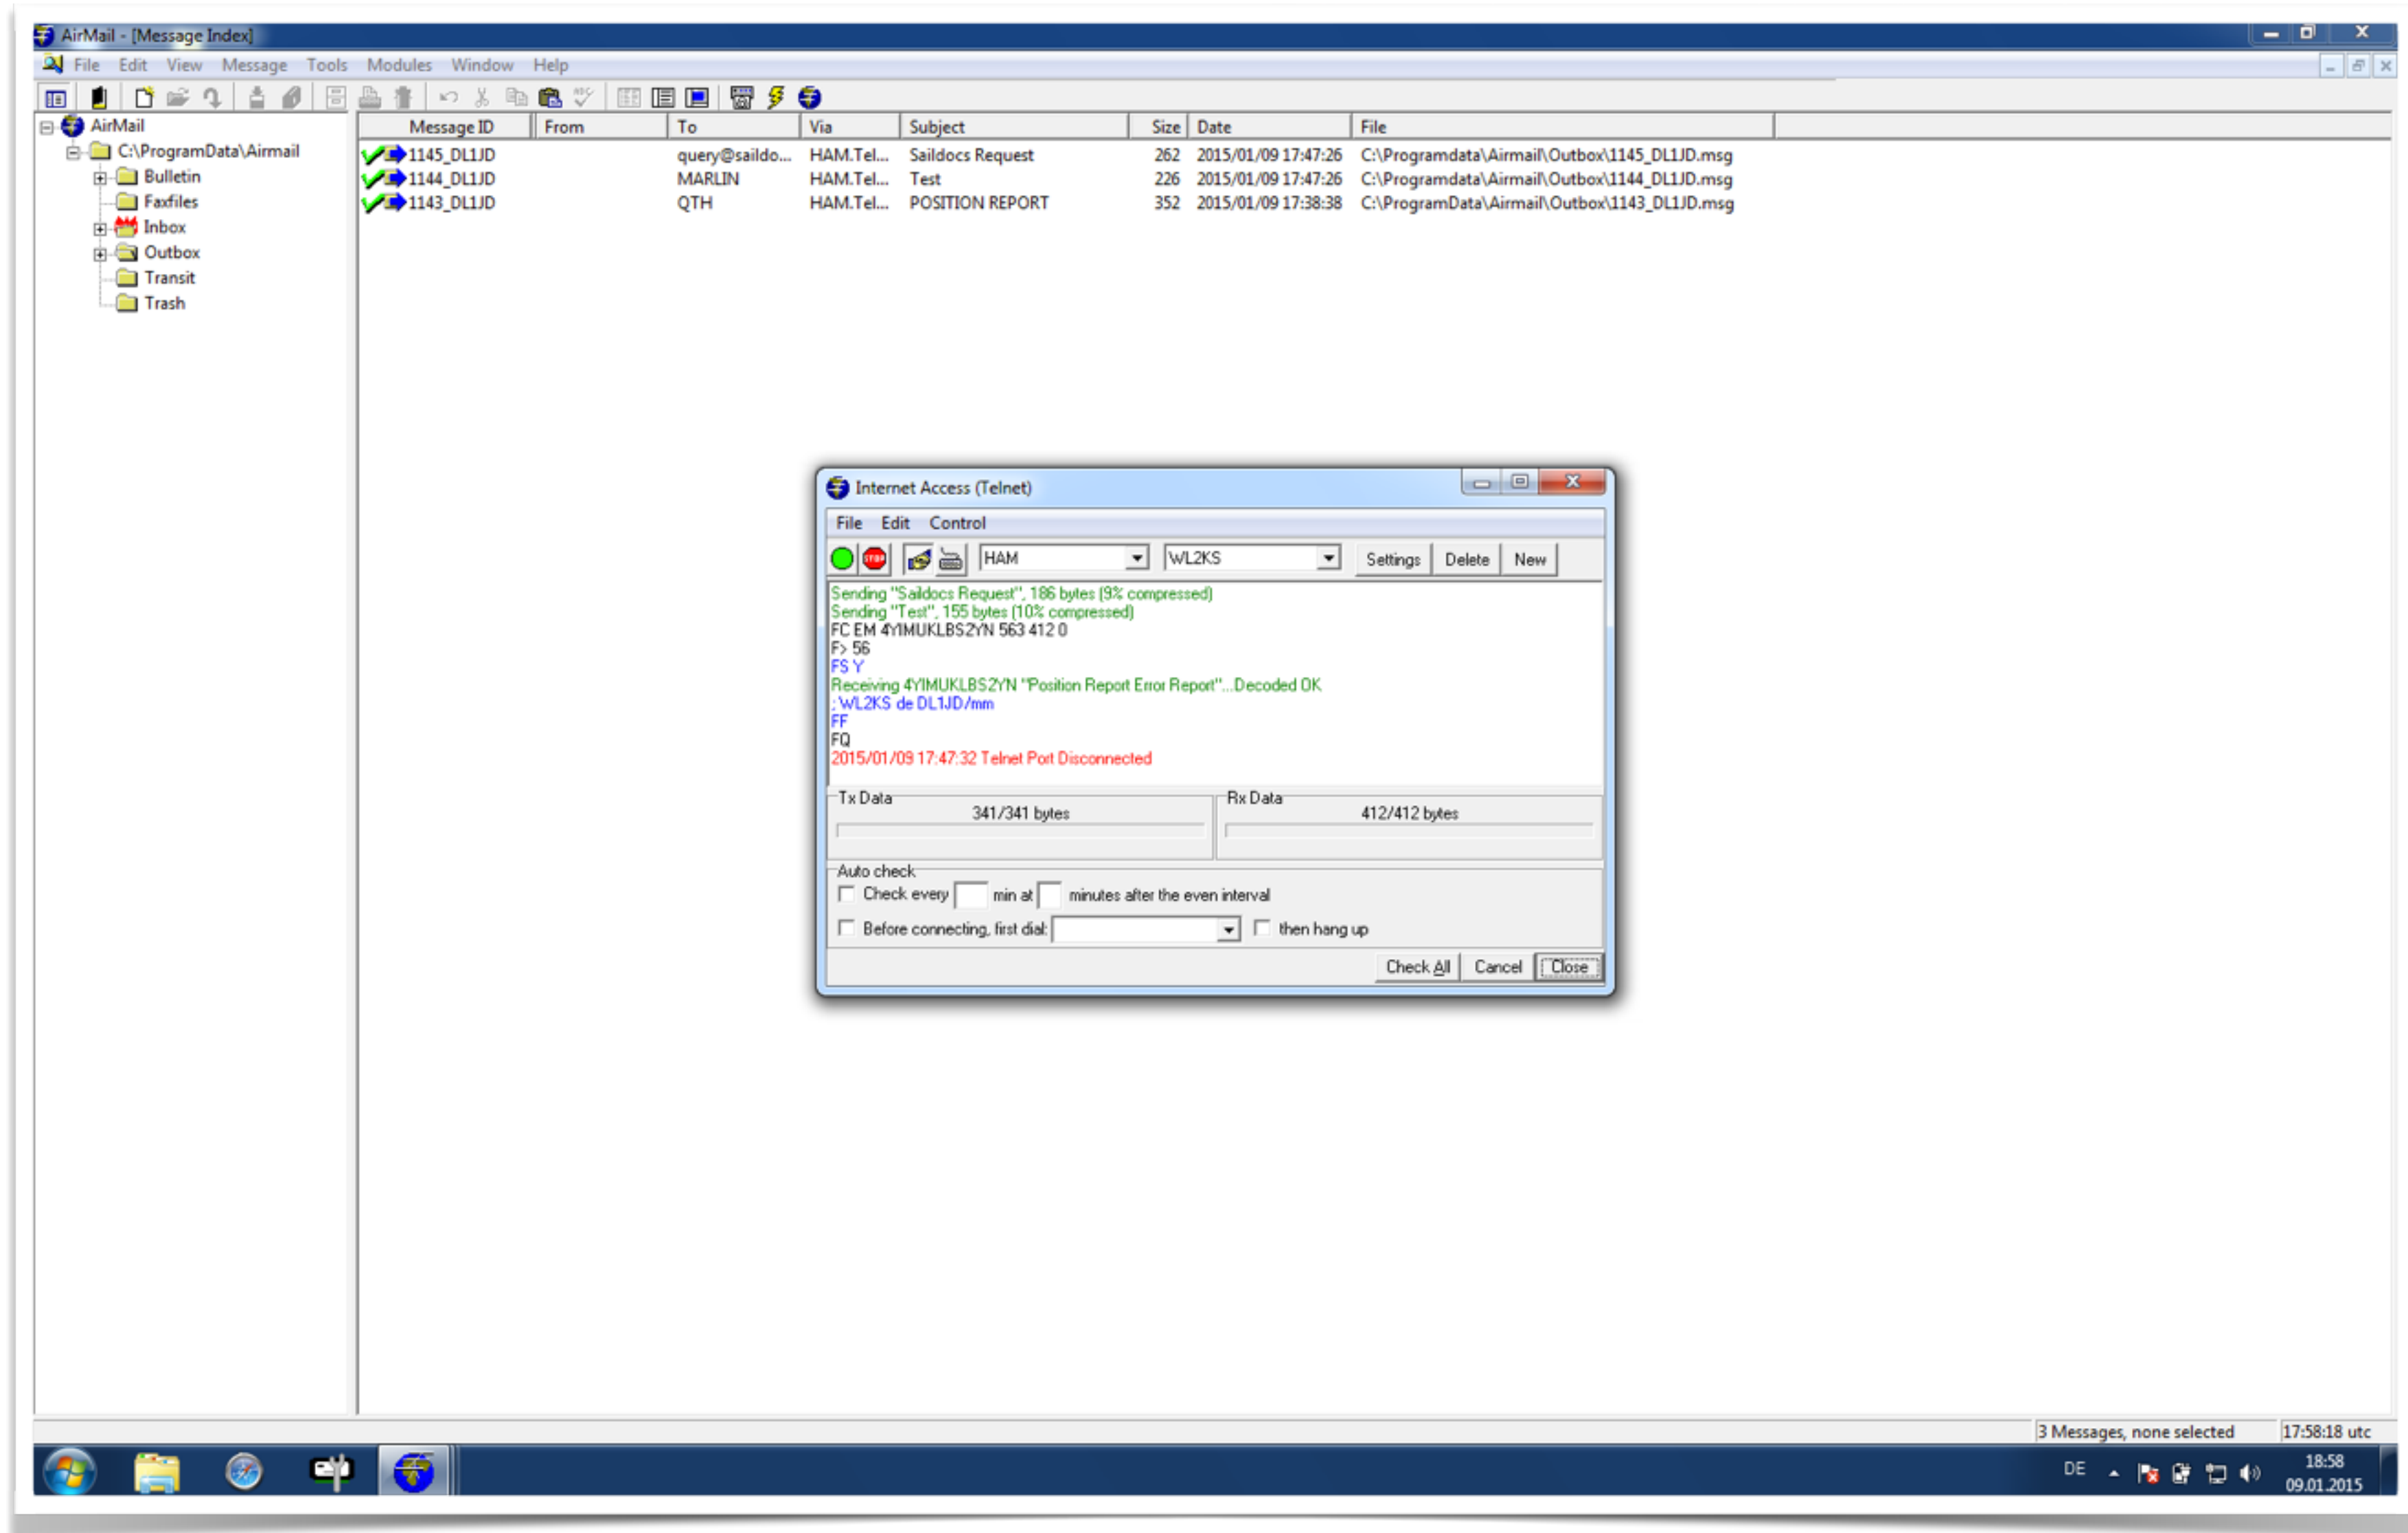 AirMail - [Message Index]
File Edit View Message Tools Modules Window Help
AirMail
C:\ProgramData\Airmail
Bulletin
Faxfiles
Inbox
Outbox
Transit
Trash
Message ID From To Via Subject Size Date File
1145_DL1JD query@saildo... HAM.Tel... Saildocs Request 262 2015/01/09 17:47:26 C:\Programdata\Airmail\Outbox\1145_DL1JD.msg
1144_DL1JD MARLIN HAM.Tel... Test 226 2015/01/09 17:47:26 C:\Programdata\Airmail\Outbox\1144_DL1JD.msg
1143_DL1JD QTH HAM.Tel... POSITION REPORT 352 2015/01/09 17:38:38 C:\ProgramData\Airmail\Outbox\1143_DL1JD.msg
Internet Access (Telnet)
File Edit Control
STOP HAM WL2KS Settings Delete New
Sending "Saildocs Request", 186 bytes (9% compressed)
Sending "Test", 155 bytes (10% compressed)
FC EM 4YIMUKLBS2YN 563 412 0
F> 56
FS Y
Receiving 4YIMUKLBS2YN "Position Report Error Report"...Decoded OK
; WL2KS de DL1JD/mm
FF
FQ
2015/01/09 17:47:32 Telnet Port Disconnected
Tx Data Rx Data
341/341 bytes 412/412 bytes
Auto check
Check every min at minutes after the even interval
Before connecting, first dial: then hang up
Check All Cancel Close
3 Messages, none selected 17:58:18 utc
DE 18:58
09.01.2015